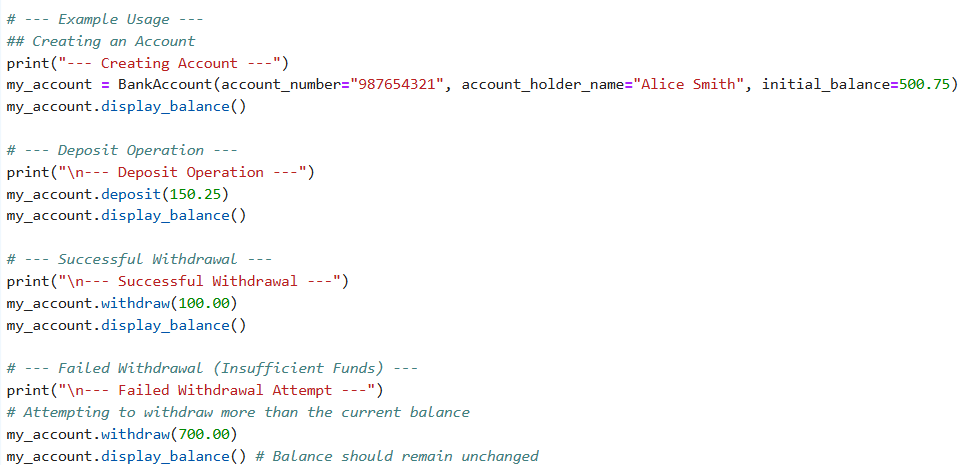 # --- Example Usage ---
## Creating an Account
print("--- Creating Account ---")
my_account = BankAccount(account_number="987654321", account_holder_name="Alice Smith", initial_balance=500.75)
my_account.display_balance()

# --- Deposit Operation ---
print("\n--- Deposit Operation ---")
my_account.deposit(150.25)
my_account.display_balance()

# --- Successful Withdrawal ---
print("\n--- Successful Withdrawal ---")
my_account.withdraw(100.00)
my_account.display_balance()

# --- Failed Withdrawal (Insufficient Funds) ---
print("\n--- Failed Withdrawal Attempt ---")
# Attempting to withdraw more than the current balance
my_account.withdraw(700.00)
my_account.display_balance() # Balance should remain unchanged